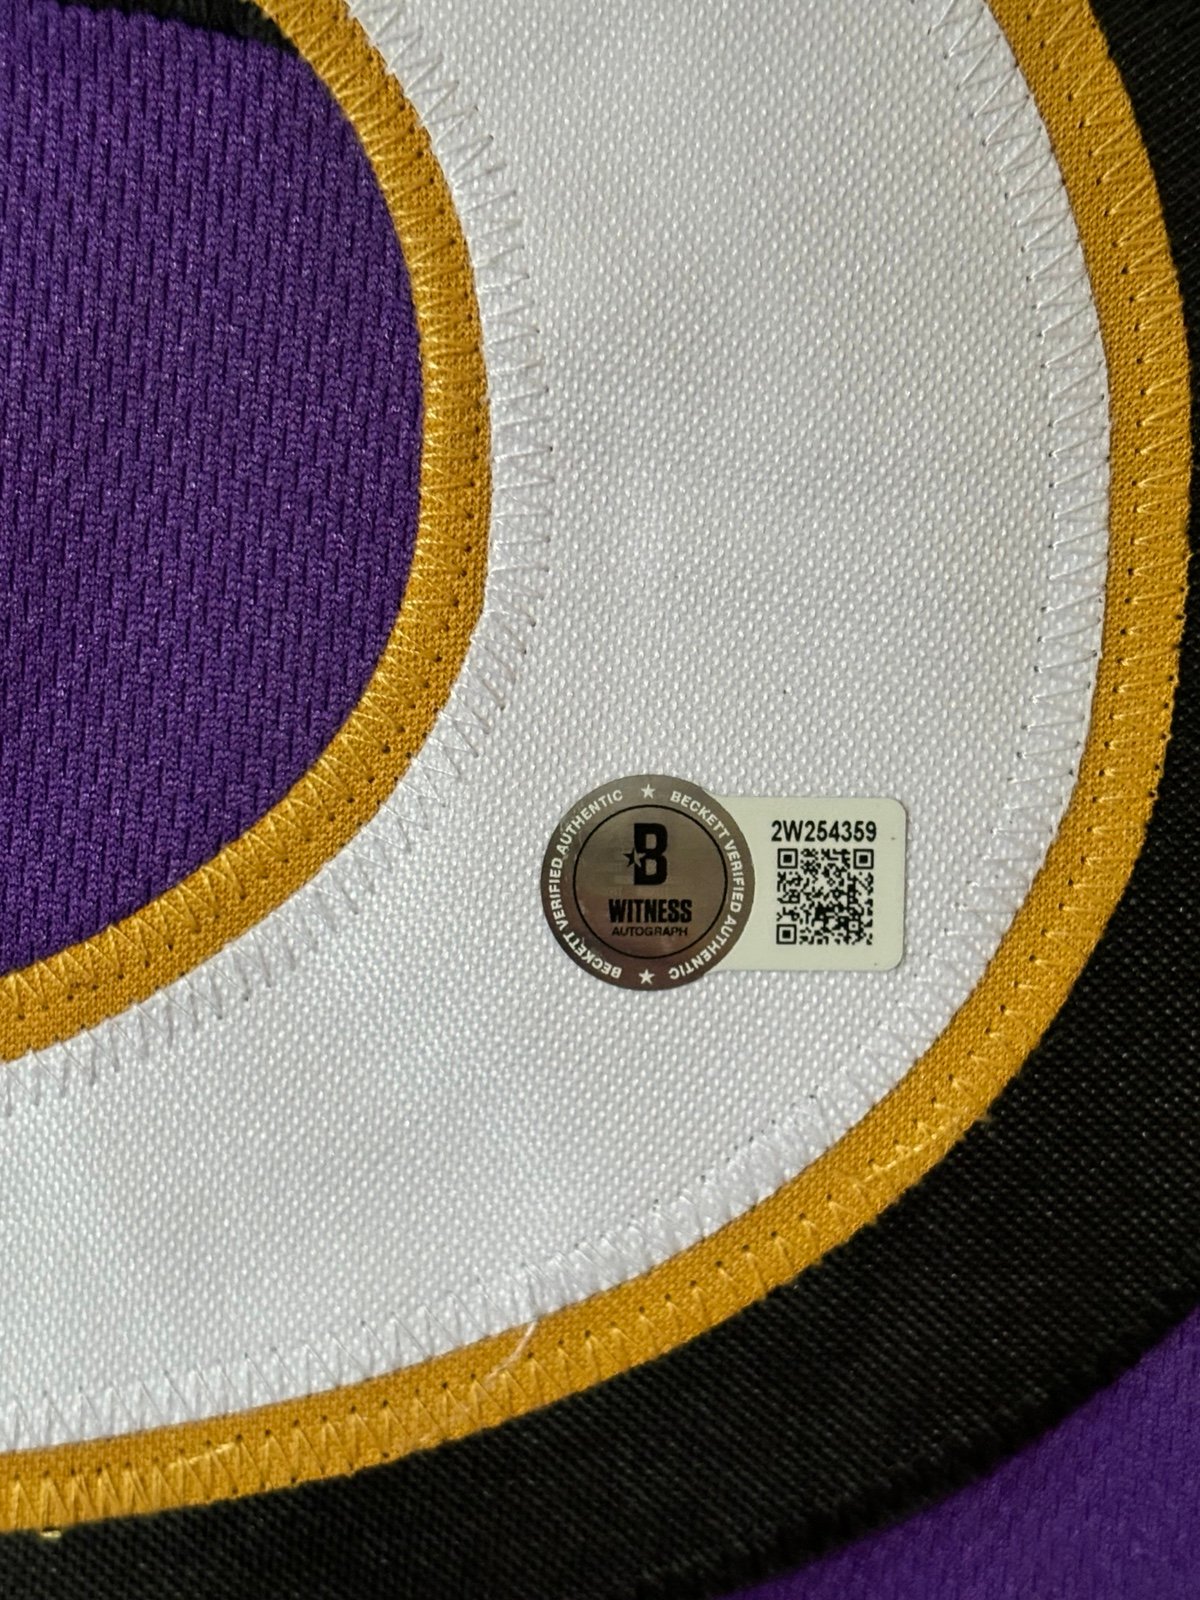 BECKETT VERIFIED AUTHENTIC ★ BECKETT VERIFIED AUTHENTIC ★
B
WITNESS
AUTOGRAPH
2W254359